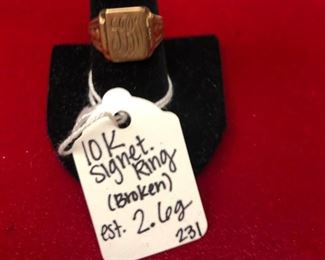 10K
Signet.
Ring
(Broken)
est. 2.6g
231